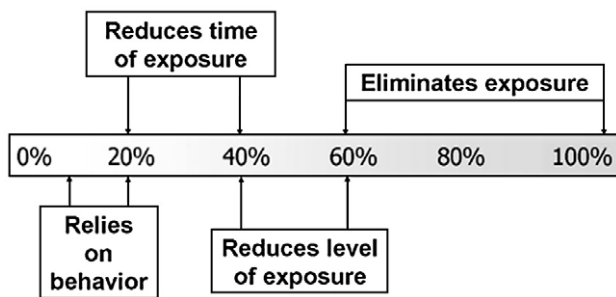 Reduces time
of exposure
Eliminates exposure
0% 20% 40% 60% 80% 100%
Relies
on
behavior
Reduces level
of exposure